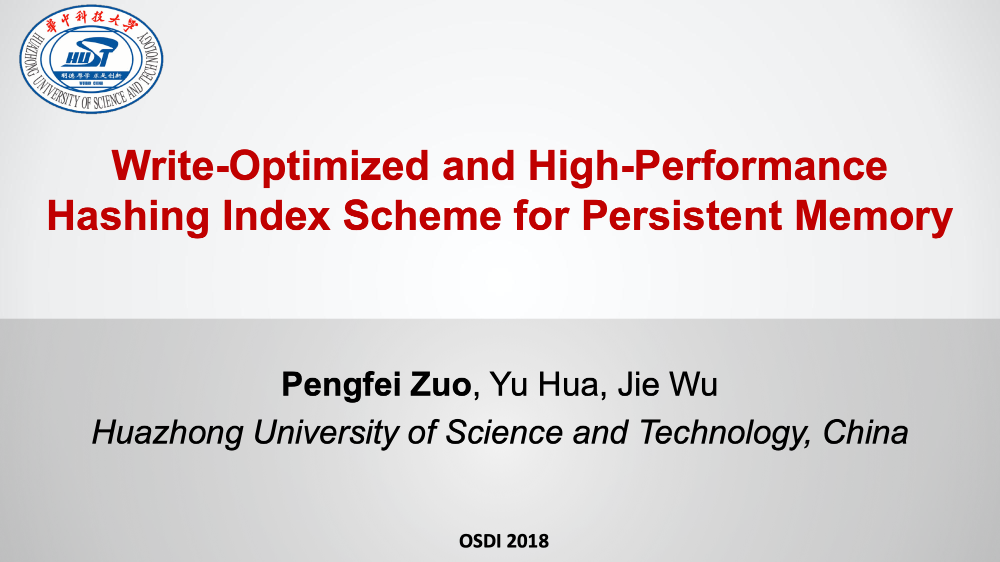 華中科技大学
HUAZHONG UNIVERSITY OF SCIENCE AND TECHNOLOGY
HUST
明德厚学 求是创新
WUHAN CHINA
Write-Optimized and High-Performance
Hashing Index Scheme for Persistent Memory
Pengfei Zuo, Yu Hua, Jie Wu
Huazhong University of Science and Technology, China
OSDI 2018